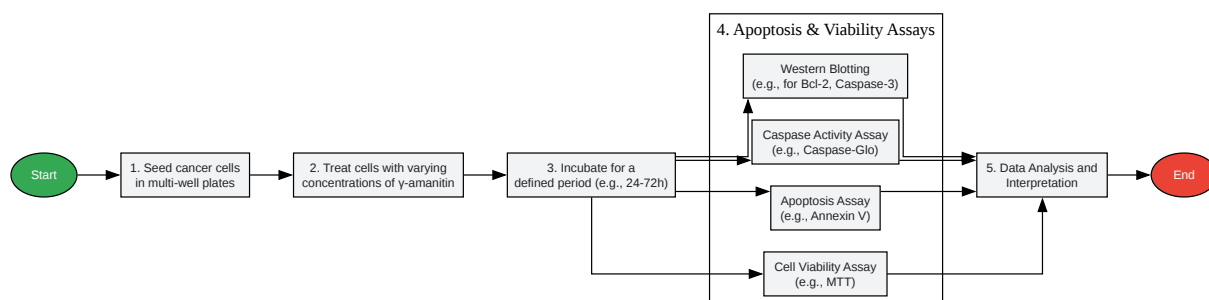 4. Apoptosis & Viability Assays
Western Blotting
(e.g., for Bcl-2, Caspase-3)
Caspase Activity Assay
(e.g., Caspase-Glo)
Start
1. Seed cancer cells
in multi-well plates
2. Treat cells with varying
concentrations of γ-amanitin
3. Incubate for a
defined period (e.g., 24-72h)
Apoptosis Assay
(e.g., Annexin V)
Cell Viability Assay
(e.g., MTT)
5. Data Analysis and
Interpretation
End